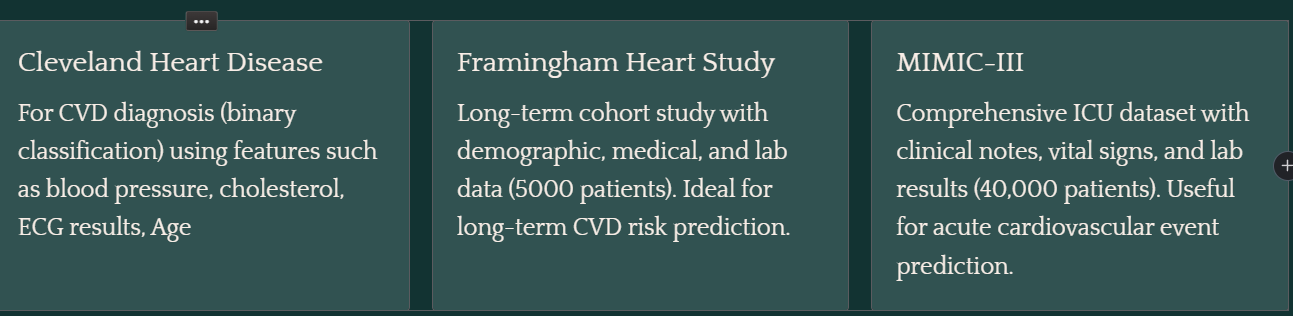 Cleveland Heart Disease
For CVD diagnosis (binary
classification) using features such
as blood pressure, cholesterol,
ECG results, Age
Framingham Heart Study
Long-term cohort study with
demographic, medical, and lab
data (5000 patients). Ideal for
long-term CVD risk prediction.
MIMIC-III
Comprehensive ICU dataset with
clinical notes, vital signs, and lab
results (40,000 patients). Useful
for acute cardiovascular event
prediction.